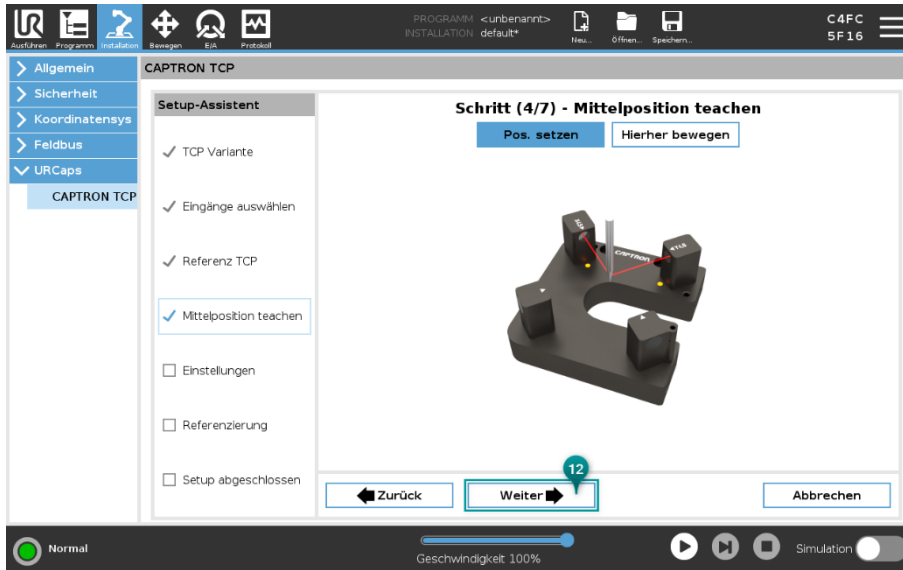 PROGRAMM <unbenannt>
INSTALLATION default*
C4FC
5F16
Ausführen Programm Installation Bewegen E/A Protokoll Neu... Öffnen... Speichern...
Allgemein
Sicherheit
Koordinatensys
Feldbus
URCaps
CAPTRON TCP
CAPTRON TCP
Setup-Assistent
TCP Variante
Eingänge auswählen
Referenz TCP
Mittelposition teachen
Einstellungen
Referenzierung
Setup abgeschlossen
Schritt (4/7) - Mittelposition teachen
Pos. setzen Hierher bewegen
CAPTRON
12
Zurück Weiter Abbrechen
Normal
Geschwindigkeit 100%
Simulation